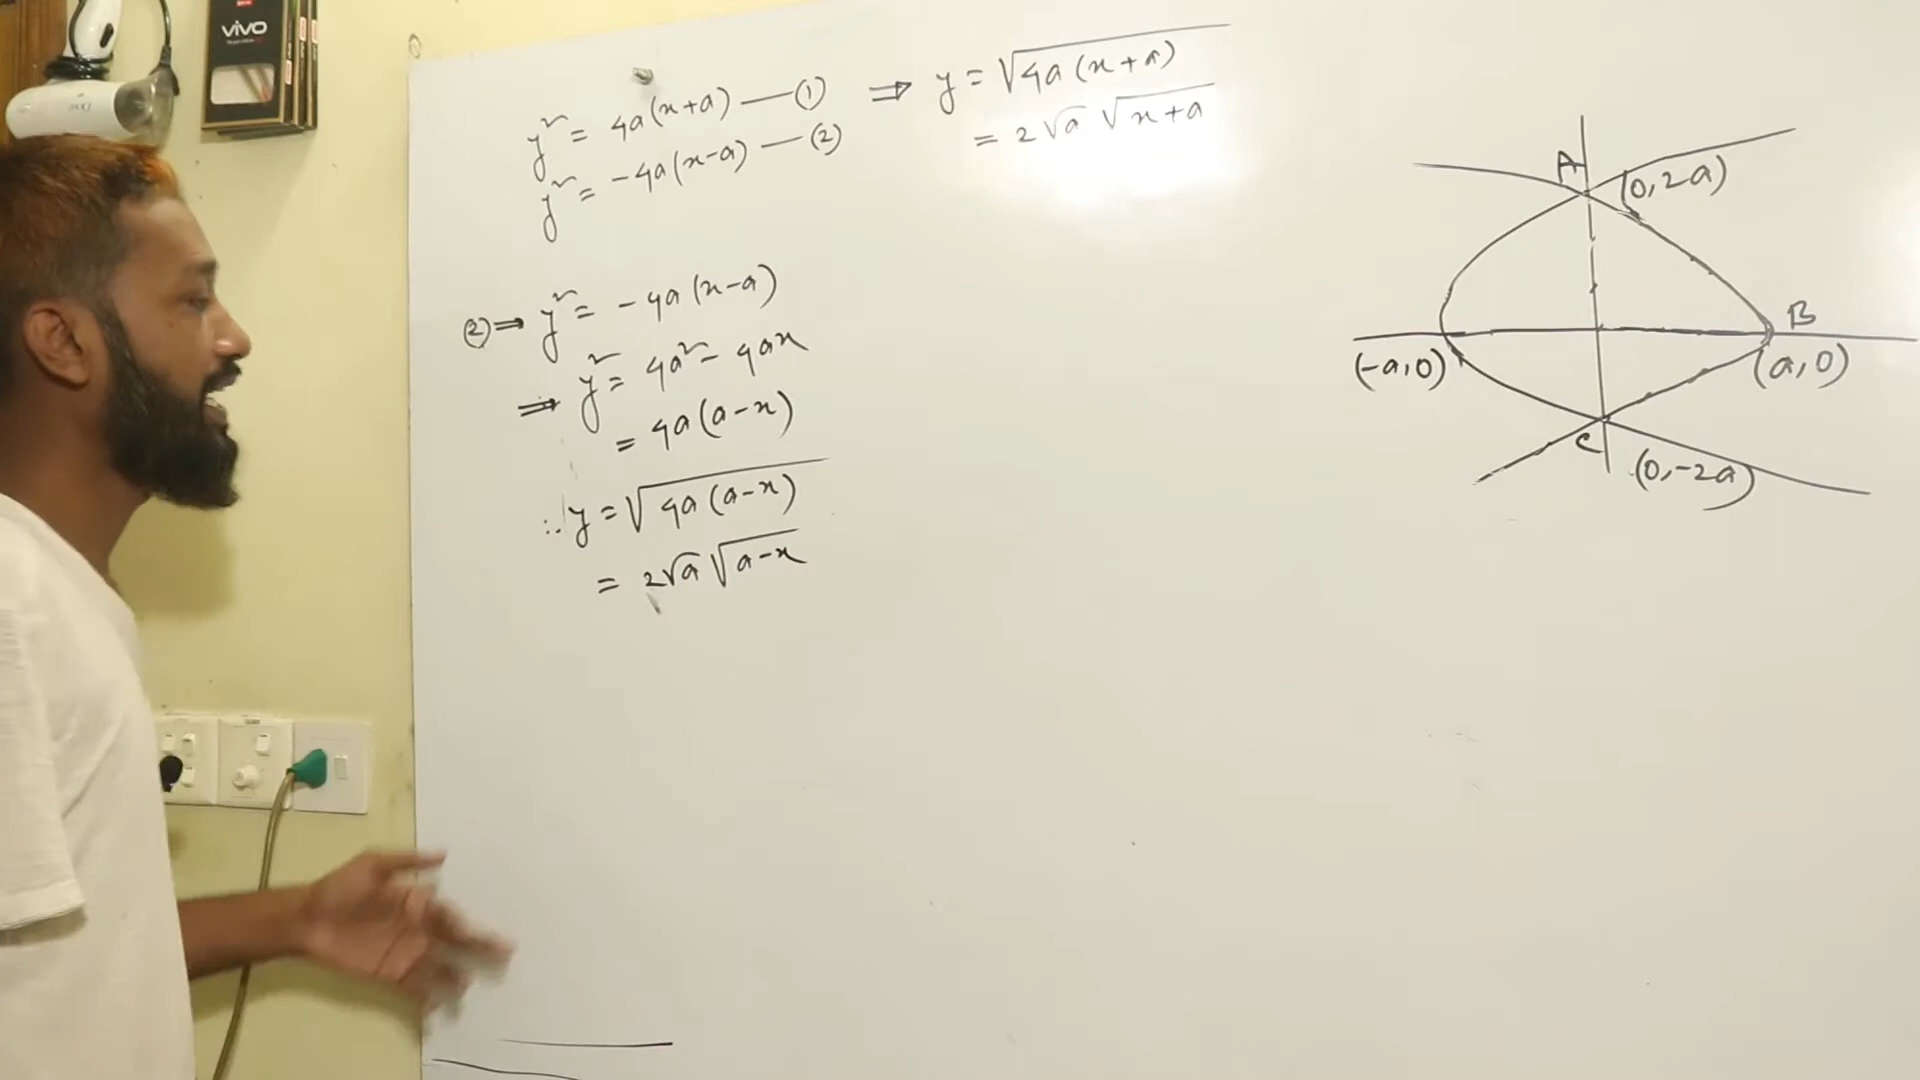 vivo
y² = 4a(x+a) —(1) ⇒ y = √4a(x+a)
= 2√a √x+a
y² = -4a(x-a) —(2)
(2)⇒ y² = -4a(x-a)
⇒ y² = 4a² - 4ax
= 4a(a-x)
∴ y = √4a(a-x)
= 2√a √a-x
A
(0, 2a)
B
(-a, 0)
(a, 0)
C
(0, -2a)